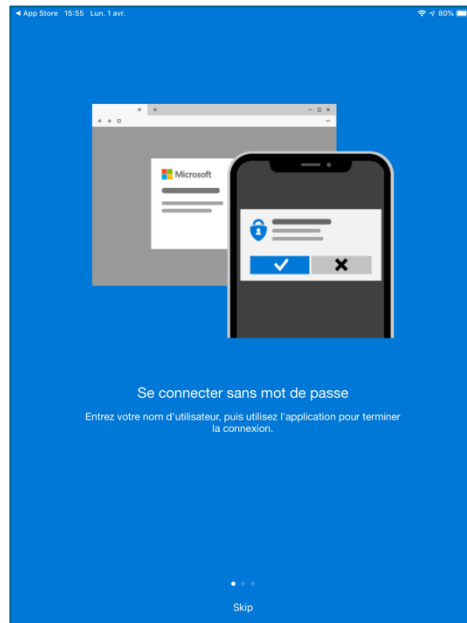 App Store 15:55 Lun. 1 avr. 80%
Microsoft
Se connecter sans mot de passe
Entrez votre nom d'utilisateur, puis utilisez l'application pour terminer
la connexion.
Skip